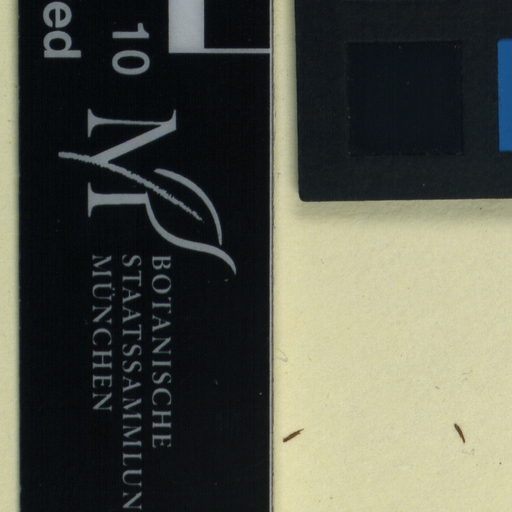 ed
10
BOTANISCHE
STAATSSAMMLUN
MÜNCHEN